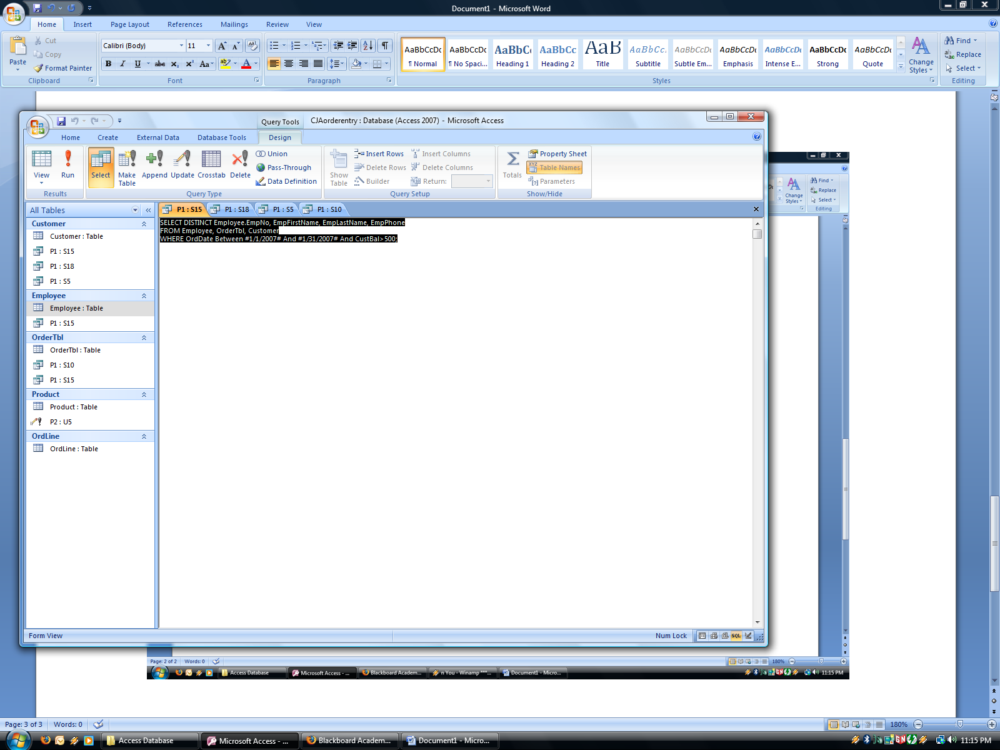 Document1 - Microsoft Word
Home Insert Page Layout References Mailings Review View
Paste
Cut
Copy
Format Painter
Clipboard
Calibri (Body) 11
Font
Paragraph
AaBbCcDc AaBbCcDc AaBbC AaBbCc AaB AaBbCc. AaBbCcDc AaBbCcDc AaBbCcDc AaBbCcDc AaBbCcDc
¶ Normal ¶ No Spaci... Heading 1 Heading 2 Title Subtitle Subtle Em... Emphasis Intense E... Strong Quote
Change Styles
Styles
Find
Replace
Select
Editing
Query Tools CJAorderentry : Database (Access 2007) - Microsoft Access
Home Create External Data Database Tools Design
View
Run
Results
Select
Make Table
Append
Update
Crosstab
Delete
Union
Pass-Through
Data Definition
Query Type
Show Table
Insert Rows
Delete Rows
Builder
Insert Columns
Delete Columns
Return:
Query Setup
Totals
Property Sheet
Table Names
Parameters
Show/Hide
All Tables
Customer
Customer : Table
P1 : S15
P1 : S18
P1 : S5
Employee
Employee : Table
P1 : S15
OrderTbl
OrderTbl : Table
P1 : S10
P1 : S15
Product
Product : Table
P2 : U5
OrdLine
OrdLine : Table
P1 : S15 P1 : S18 P1 : S5 P1 : S10
SELECT DISTINCT Employee.EmpNo, EmpFirstName, EmpLastName, EmpPhone
FROM Employee, OrderTbl, Customer
WHERE OrdDate Between #1/1/2007# And #1/31/2007# And CustBal>500;
Form View
Num Lock
SQL
Change Styles
Find
Replace
Select
Editing
Page: 2 of 2 Words: 0 180%
Access Database Microsoft Access - ... Blackboard Academ... n You - Winamp ***... Document1 - Micro... 11:15 PM
Page: 3 of 3 Words: 0 180%
Access Database Microsoft Access - ... Blackboard Academ... Document1 - Micro... 11:15 PM